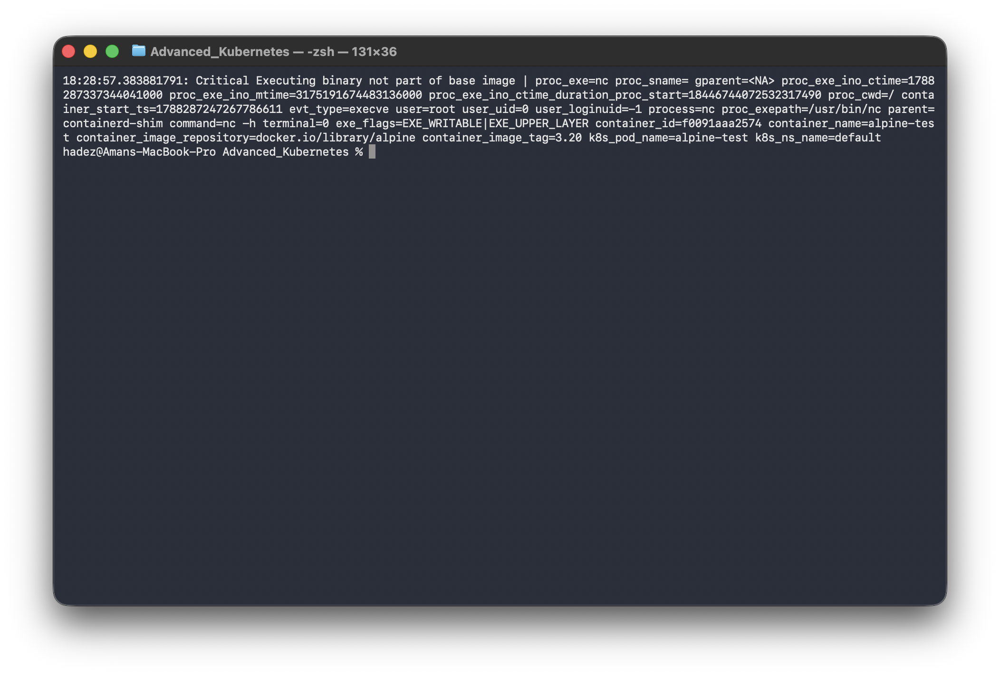 Advanced_Kubernetes — -zsh — 131×36
18:28:57.383881791: Critical Executing binary not part of base image | proc_exe=nc proc_sname= gparent=<NA> proc_exe_ino_ctime=1788
287337344041000 proc_exe_ino_mtime=3175191674483136000 proc_exe_ino_ctime_duration_proc_start=18446744072532317490 proc_cwd=/ conta
iner_start_ts=1788287247267786611 evt_type=execve user=root user_uid=0 user_loginuid=-1 process=nc proc_exepath=/usr/bin/nc parent=
containerd-shim command=nc -h terminal=0 exe_flags=EXE_WRITABLE|EXE_UPPER_LAYER container_id=f0091aaa2574 container_name=alpine-tes
t container_image_repository=docker.io/library/alpine container_image_tag=3.20 k8s_pod_name=alpine-test k8s_ns_name=default
hadez@Amans-MacBook-Pro Advanced_Kubernetes %